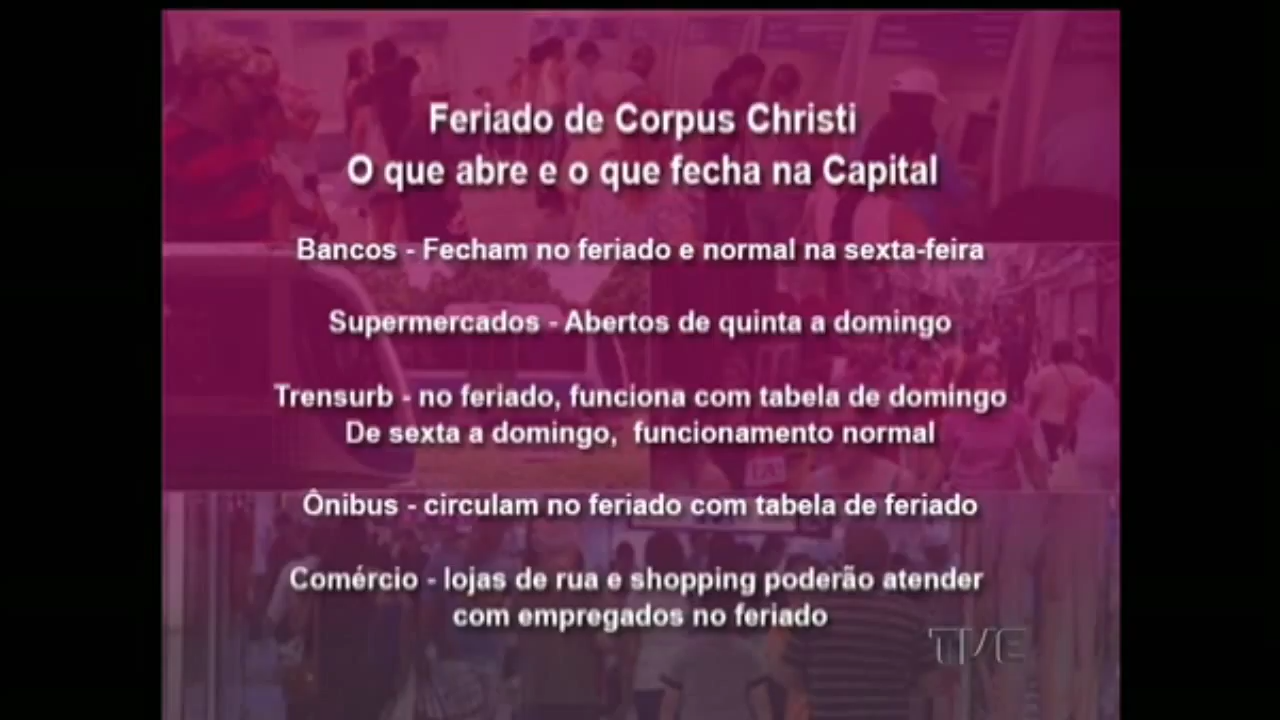 Feriado de Corpus Christi
O que abre e o que fecha na Capital
Bancos - Fecham no feriado e normal na sexta-feira
Supermercados - Abertos de quinta a domingo
Trensurb - no feriado, funciona com tabela de domingo
De sexta a domingo, funcionamento normal
Ônibus - circulam no feriado com tabela de feriado
Comércio - lojas de rua e shopping poderão atender
com empregados no feriado
TVE